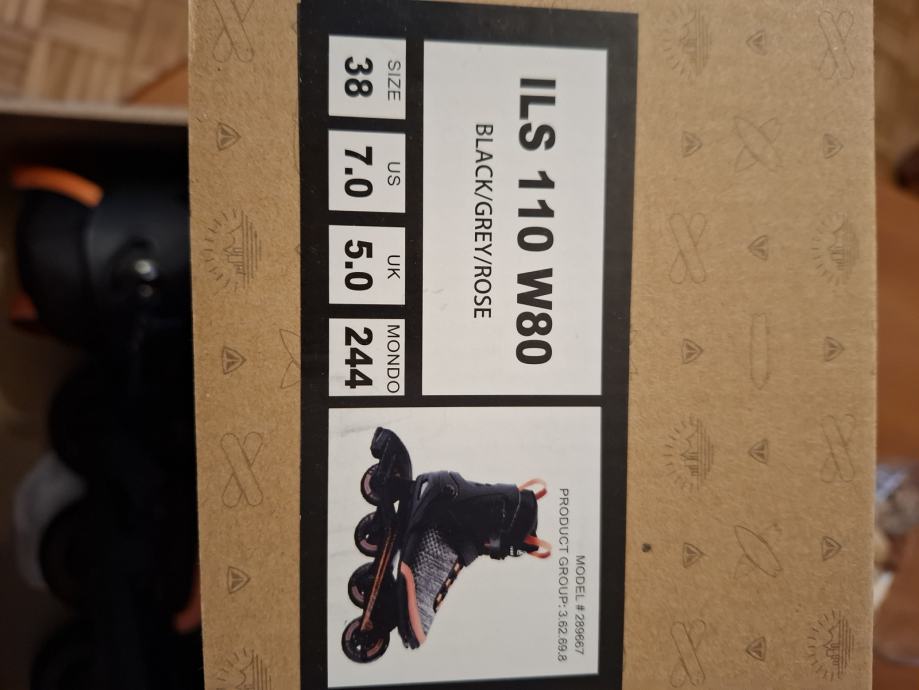 ILS 110 W80
BLACK/GREY/ROSE
SIZE
38
US
7.0
UK
5.0
MONDO
244
MODEL # 289667
PRODUCT GROUP: 3.62.69.8